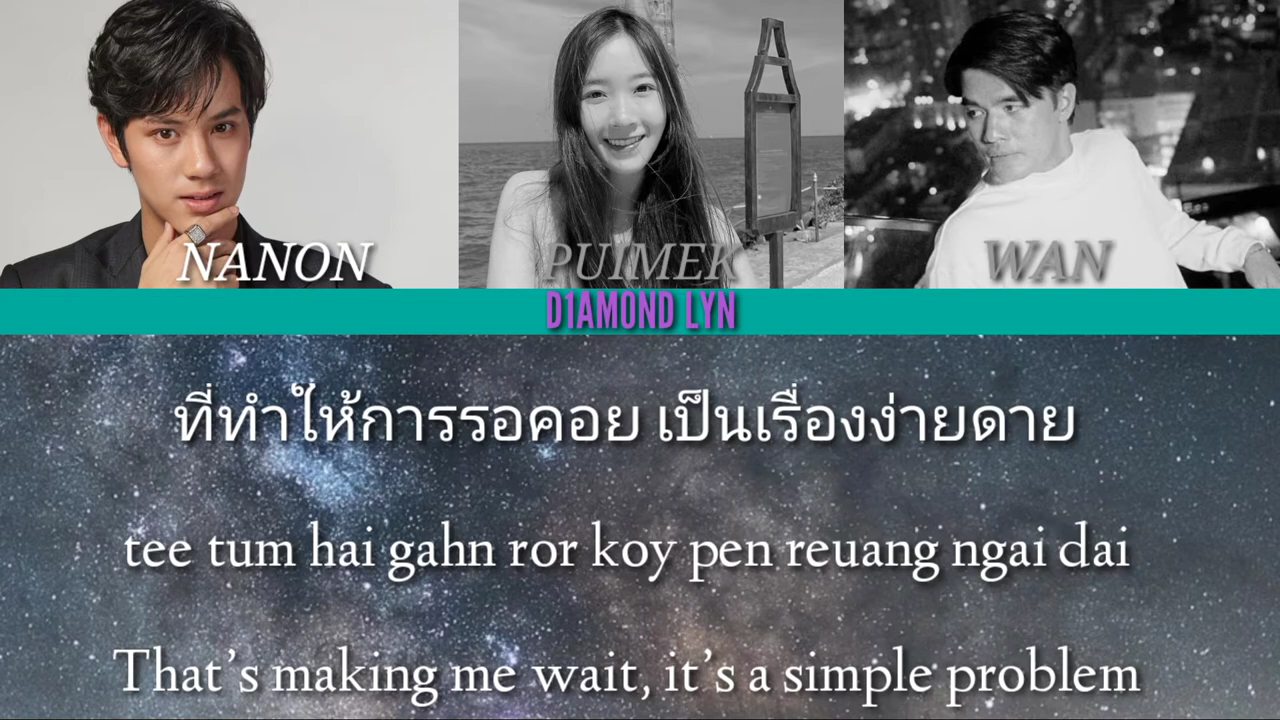 NANON
PUIMEK
WAN
D1AMOND LYN
ที่ทำให้การรอคอย เป็นเรื่องง่ายดาย
tee tum hai gahn ror koy pen reuang ngai dai
That's making me wait, it's a simple problem